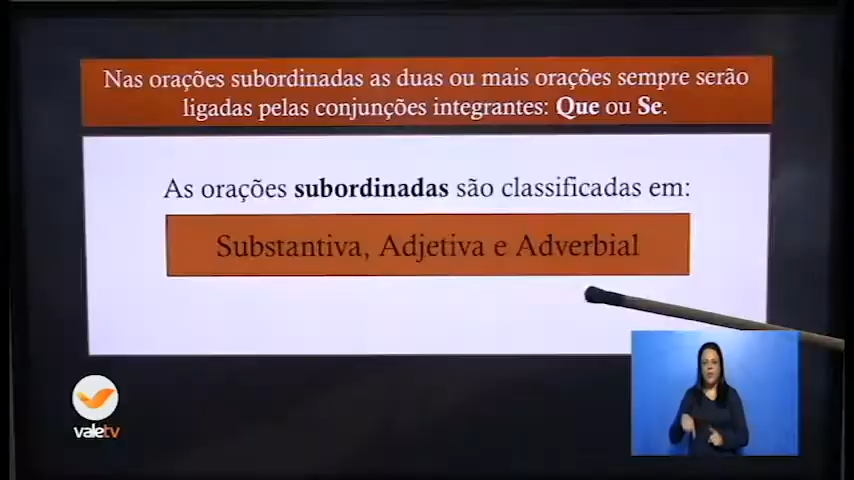 Nas orações subordinadas as duas ou mais orações sempre serão
ligadas pelas conjunções integrantes: Que ou Se.
As orações subordinadas são classificadas em:
Substantiva, Adjetiva e Adverbial
valetv